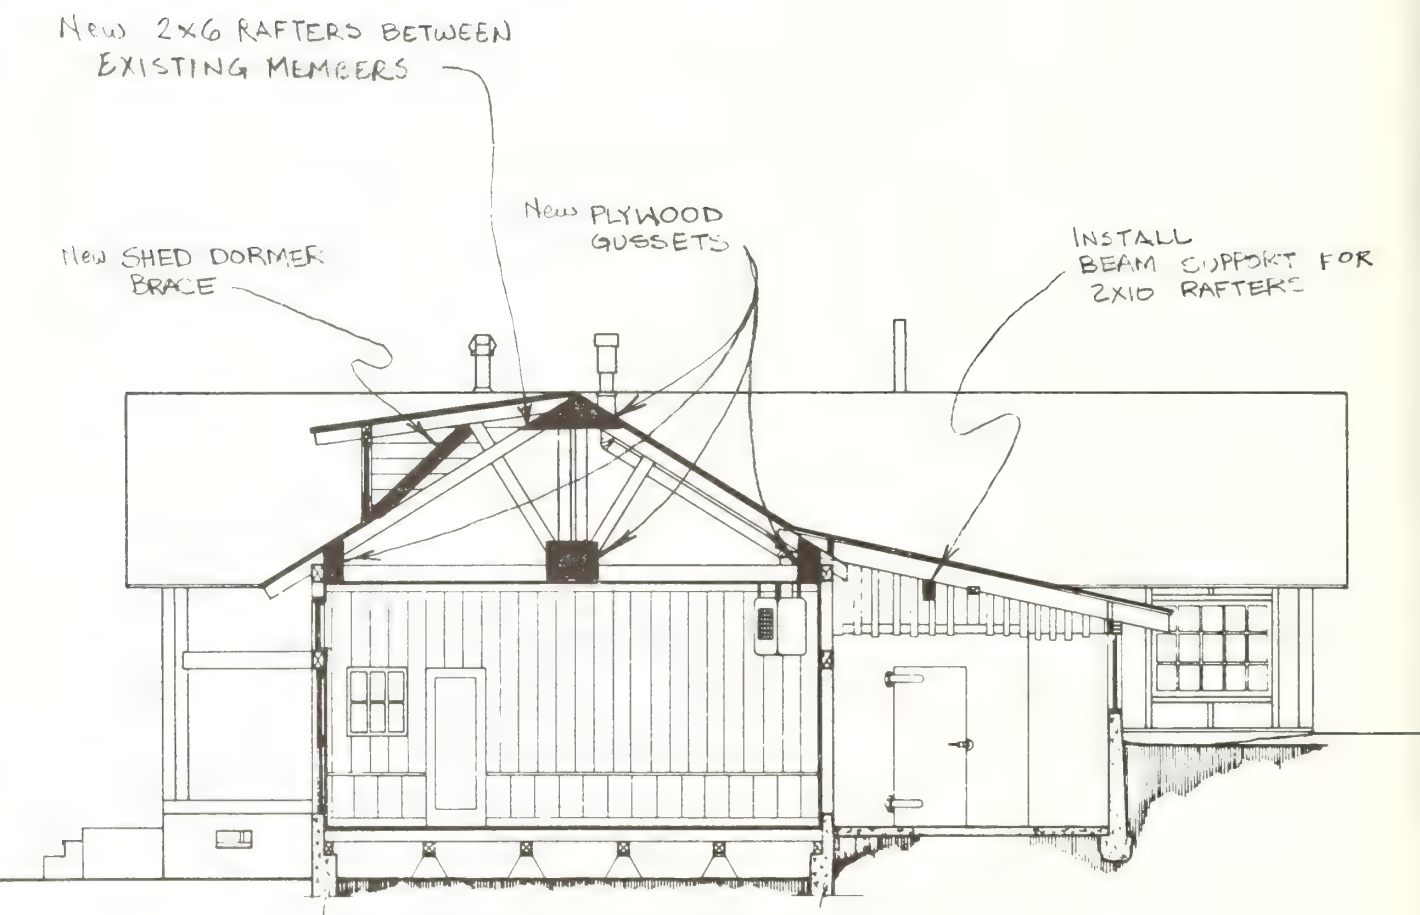 New 2x6 RAFTERS BETWEEN
EXISTING MEMBERS
New PLYWOOD
GUSSETS
New SHED DORMER
BRACE
INSTALL
BEAM SUPPORT FOR
2x10 RAFTERS